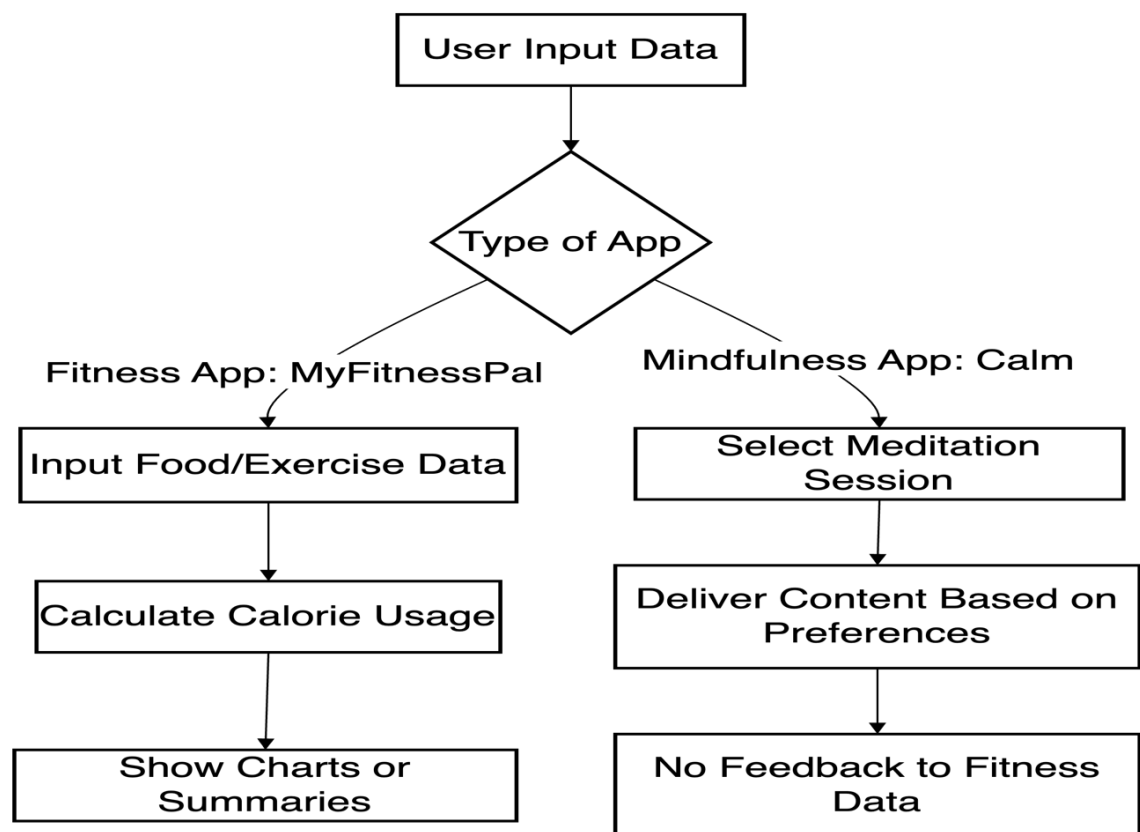 User Input Data
Type of App
Fitness App: MyFitnessPal
Mindfulness App: Calm
Input Food/Exercise Data
Select Meditation
Session
Calculate Calorie Usage
Deliver Content Based on
Preferences
Show Charts or
Summaries
No Feedback to Fitness
Data